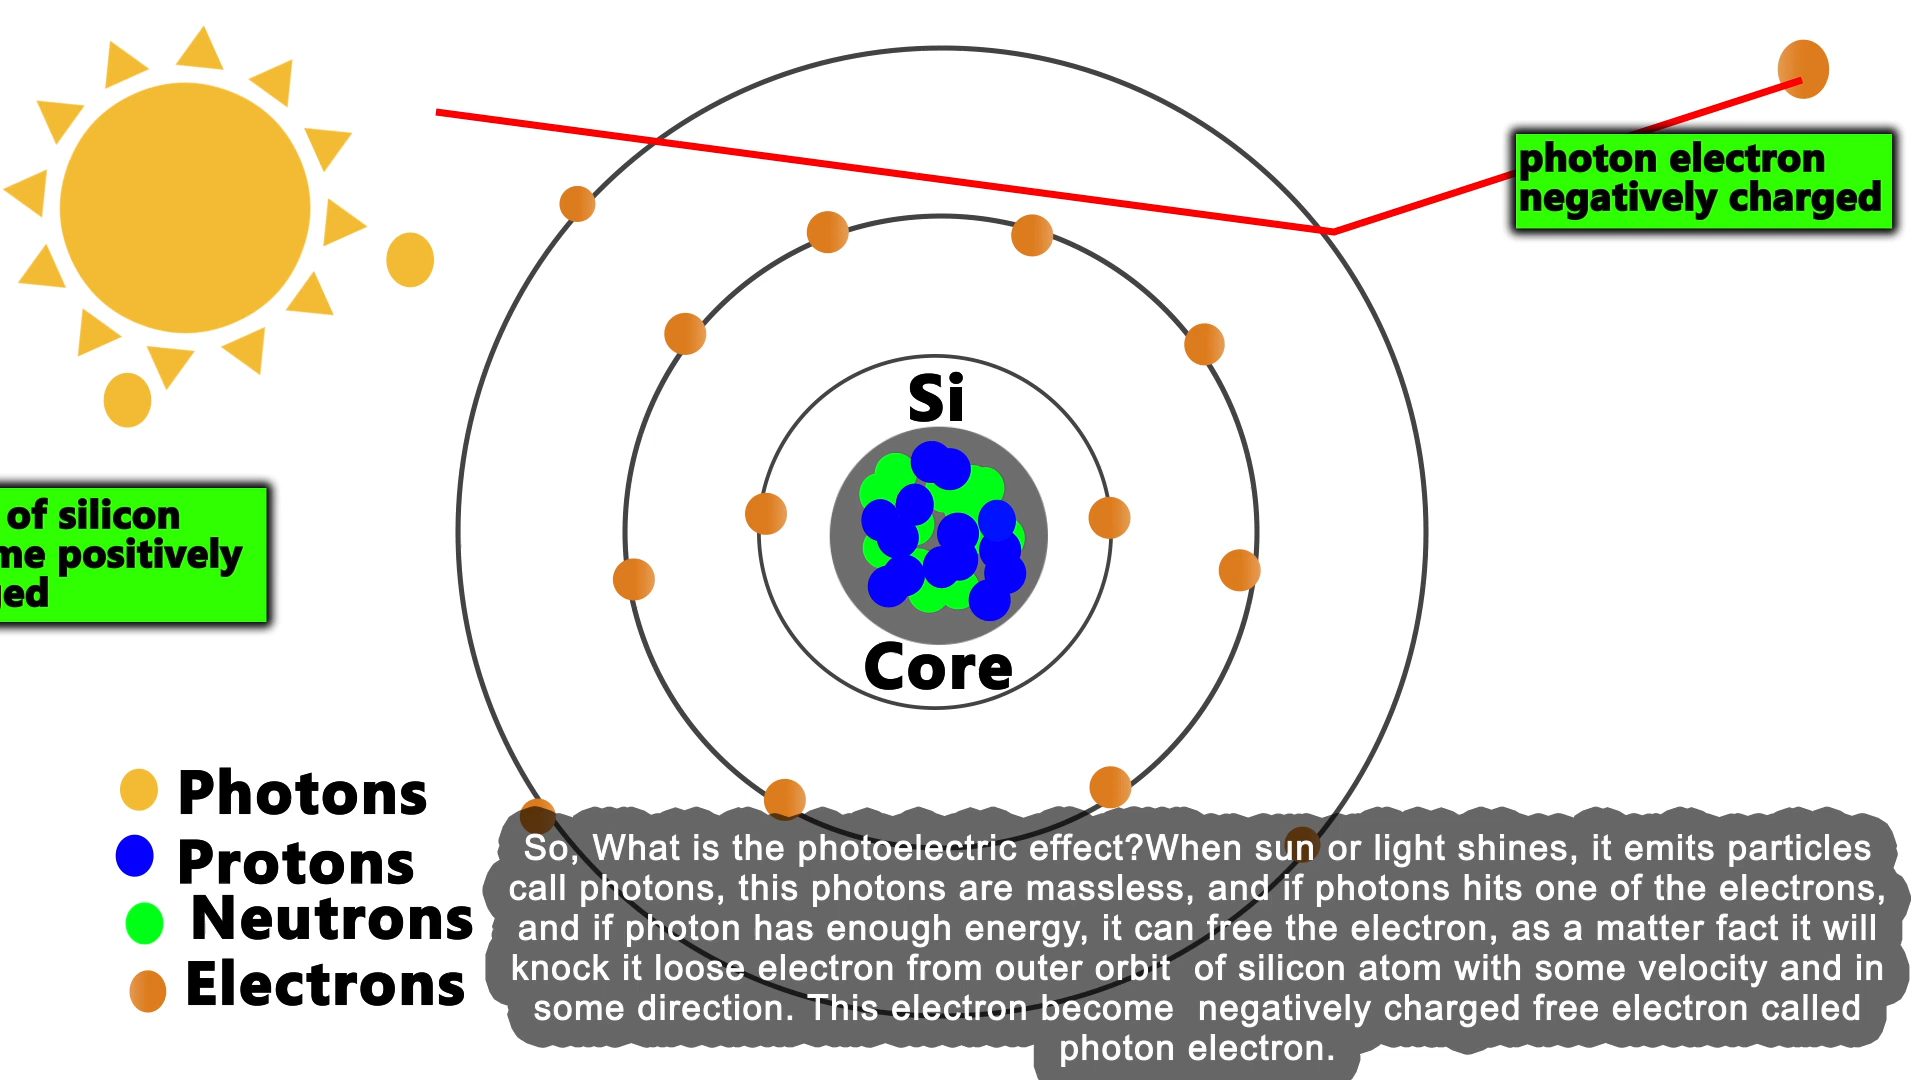 photon electron
negatively charged
Si
Core
of silicon
positively
Photons
Protons
Neutrons
Electrons
So, What is the photoelectric effect?When sun or light shines, it emits particles
call photons, this photons are massless, and if photons hits one of the electrons,
and if photon has enough energy, it can free the electron, as a matter fact it will
knock it loose electron from outer orbit of silicon atom with some velocity and in
some direction. This electron become negatively charged free electron called
photon electron.